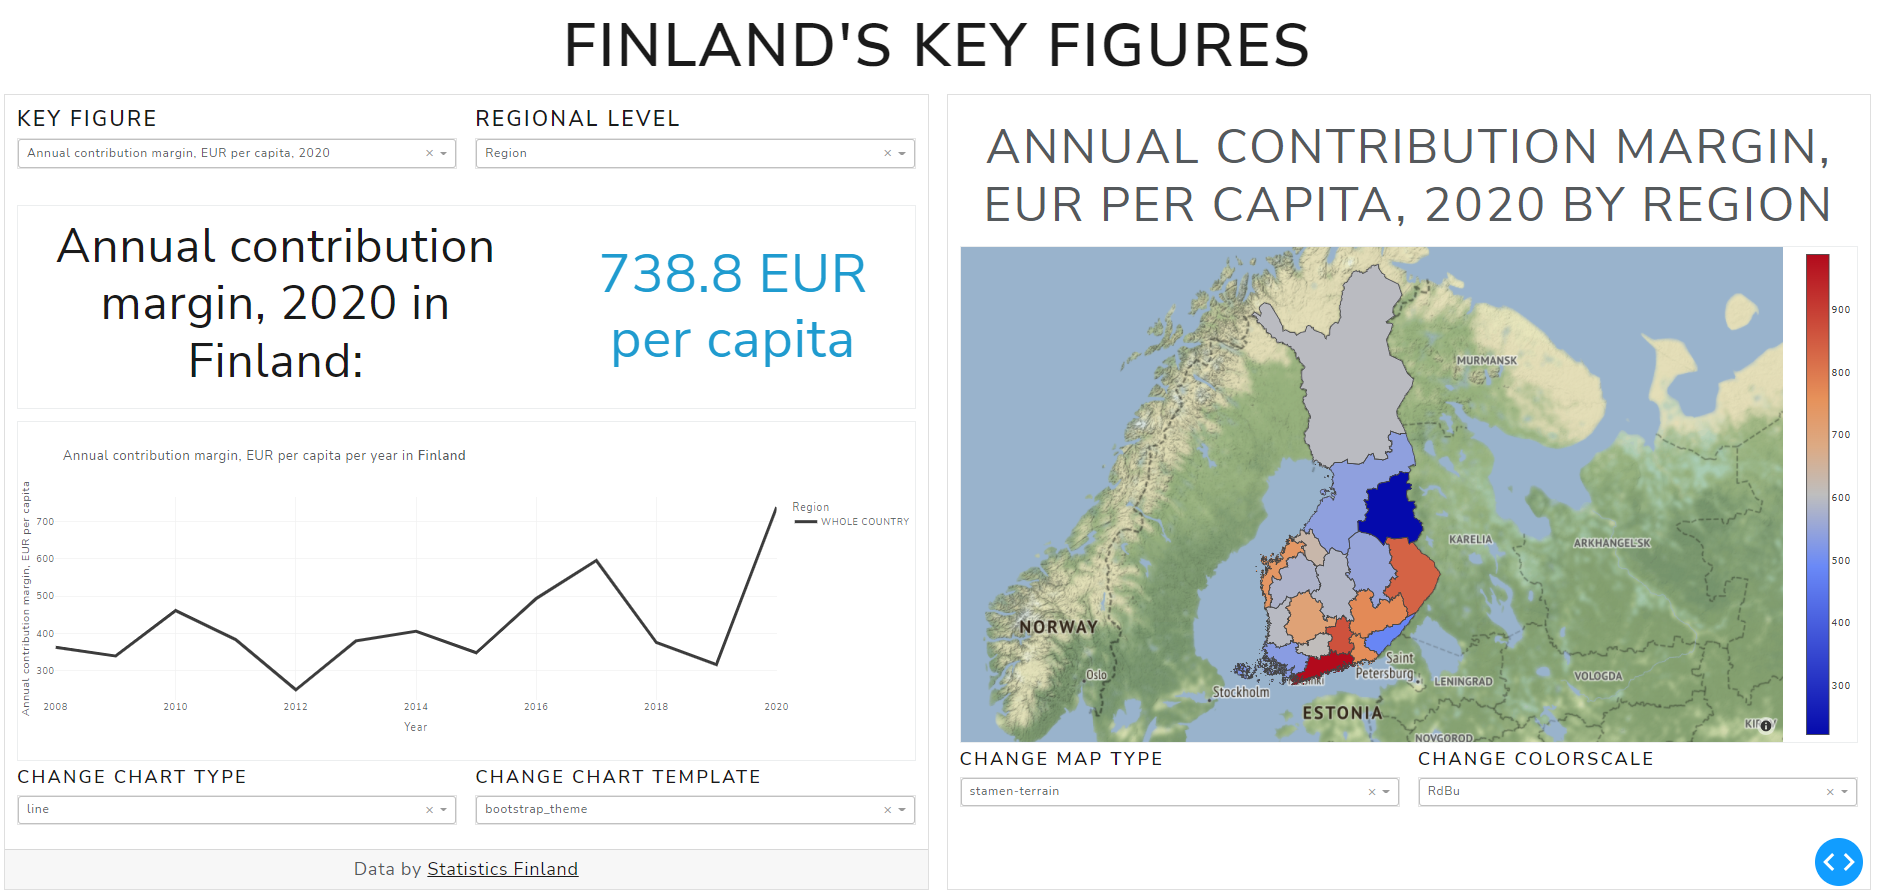 FINLAND'S KEY FIGURES
KEY FIGURE
REGIONAL LEVEL
Annual contribution margin, EUR per capita, 2020
Region
Annual contribution
margin, 2020 in
Finland:
738.8 EUR
per capita
Annual contribution margin, EUR per capita per year in Finland
Annual contribution margin, EUR per capita
700
600
500
400
300
2008
2010
2012
2014
2016
2018
2020
Year
Region
WHOLE COUNTRY
CHANGE CHART TYPE
CHANGE CHART TEMPLATE
line
bootstrap_theme
Data by Statistics Finland
ANNUAL CONTRIBUTION MARGIN,
EUR PER CAPITA, 2020 BY REGION
MURMANSK
KARELIA
ARKHANGELSK
NORWAY
Oslo
Stockholm
Saint
Petersburg
LENINGRAD
VOLOGDA
ESTONIA
NOVGOROD
900
800
700
600
500
400
300
CHANGE MAP TYPE
CHANGE COLORSCALE
stamen-terrain
RdBu